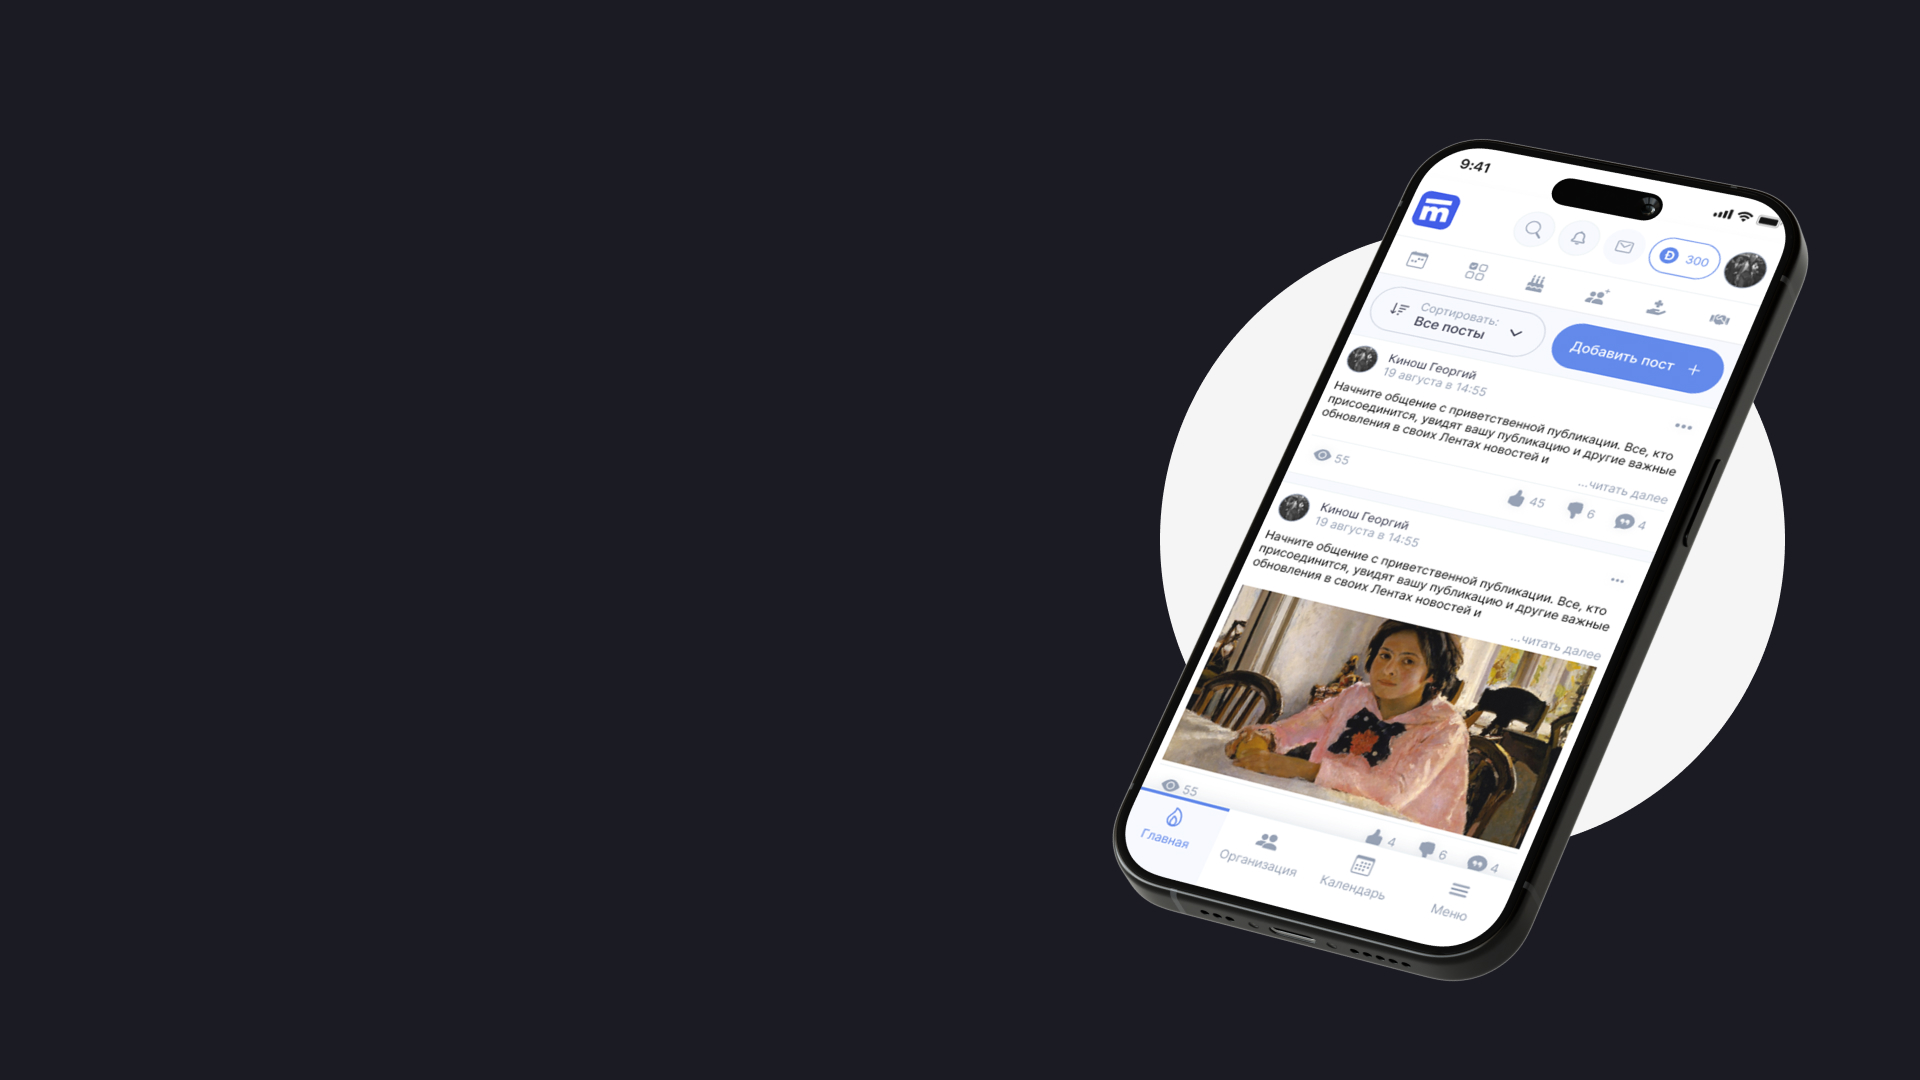 9:41
m
300
Сортировать:
Все посты
Добавить пост
Кинош Георгий
19 августа в 14:55
Начните общение с приветственной публикации. Все, кто
присоединится, увидят вашу публикацию и другие важные
обновления в своих Лентах новостей и
...читать далее
55
45
6
4
Кинош Георгий
19 августа в 14:55
Начните общение с приветственной публикации. Все, кто
присоединится, увидят вашу публикацию и другие важные
обновления в своих Лентах новостей и
...читать далее
55
4
6
4
Главная
Организация
Календарь
Меню